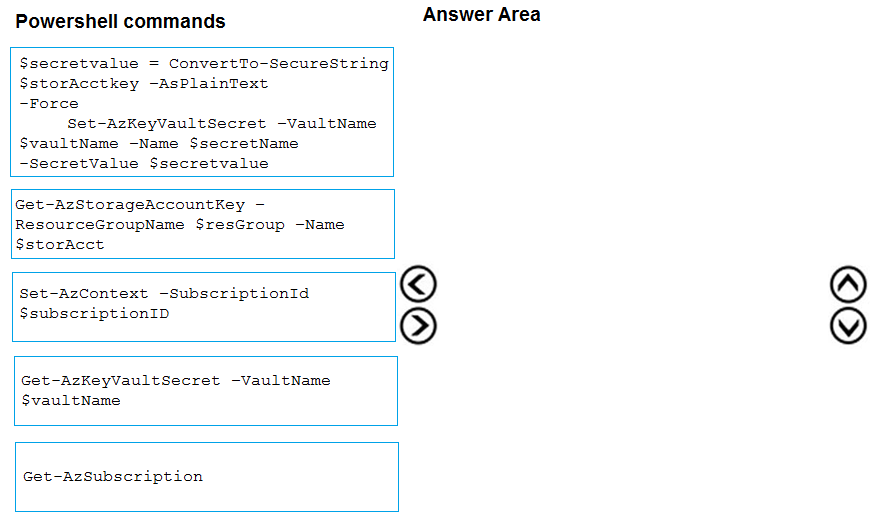 Powershell commands
Answer Area
$secretvalue = ConvertTo-SecureString
$storAcctkey –AsPlainText
–Force
Set-AzKeyVaultSecret –VaultName
$vaultName –Name $secretName
–SecretValue $secretvalue
Get-AzStorageAccountKey –
ResourceGroupName $resGroup –Name
$storAcct
Set-AzContext –SubscriptionId
$subscriptionID
Get-AzKeyVaultSecret –VaultName
$vaultName
Get-AzSubscription